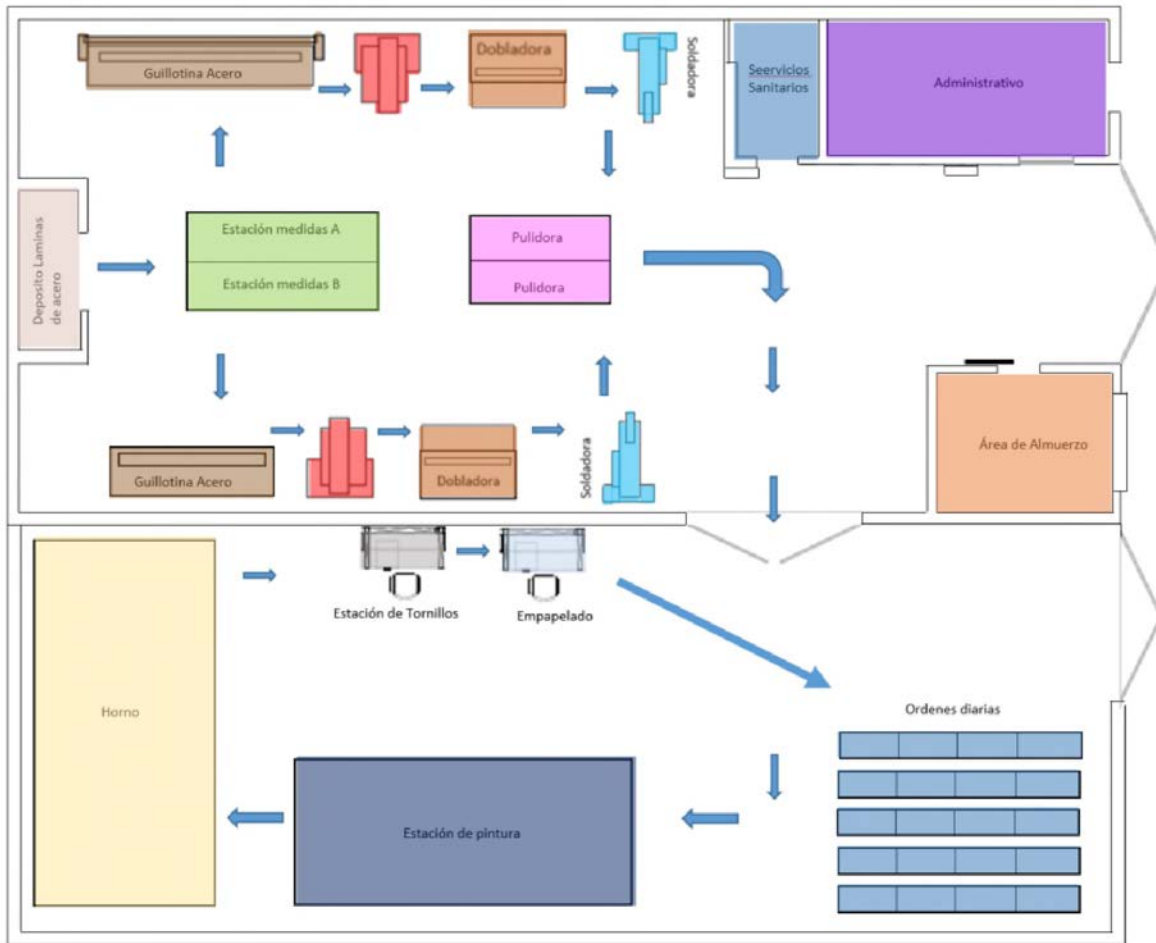 Guillotina Acero
Dobladora
Soldadora
Seervicios
Sanitarios
Administrativo
Deposito Laminas
de acero
Estación medidas A
Estación medidas B
Pulidora
Pulidora
Guillotina Acero
Dobladora
Soldadora
Área de Almuerzo
Estación de Tornillos
Empapelado
Horno
Ordenes diarias
Estación de pintura